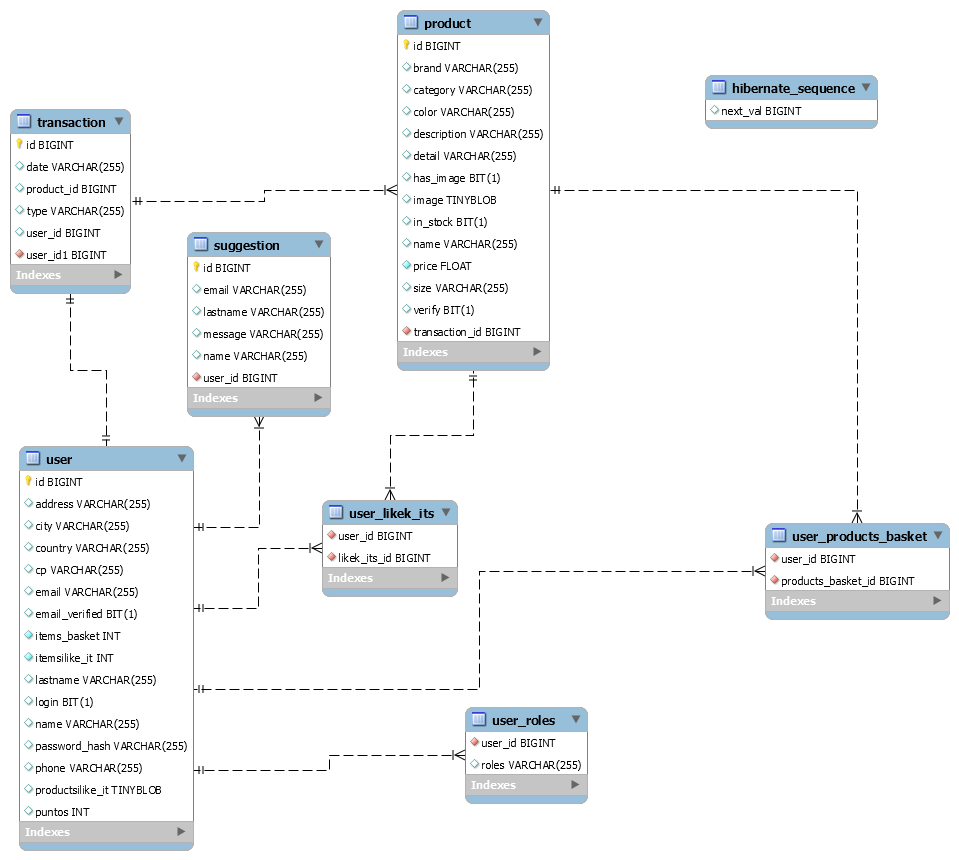 product
id BIGINT
brand VARCHAR(255)
category VARCHAR(255)
color VARCHAR(255)
description VARCHAR(255)
detail VARCHAR(255)
has_image BIT(1)
image TINYBLOB
in_stock BIT(1)
name VARCHAR(255)
price FLOAT
size VARCHAR(255)
verify BIT(1)
transaction_id BIGINT
Indexes
hibernate_sequence
next_val BIGINT
transaction
id BIGINT
date VARCHAR(255)
product_id BIGINT
type VARCHAR(255)
user_id BIGINT
user_id1 BIGINT
Indexes
suggestion
id BIGINT
email VARCHAR(255)
lastname VARCHAR(255)
message VARCHAR(255)
name VARCHAR(255)
user_id BIGINT
Indexes
user
id BIGINT
address VARCHAR(255)
city VARCHAR(255)
country VARCHAR(255)
cp VARCHAR(255)
email VARCHAR(255)
email_verified BIT(1)
items_basket INT
itemsilike_it INT
lastname VARCHAR(255)
login BIT(1)
name VARCHAR(255)
password_hash VARCHAR(255)
phone VARCHAR(255)
productsilike_it TINYBLOB
puntos INT
Indexes
user_likek_its
user_id BIGINT
likek_its_id BIGINT
Indexes
user_products_basket
user_id BIGINT
products_basket_id BIGINT
Indexes
user_roles
user_id BIGINT
roles VARCHAR(255)
Indexes